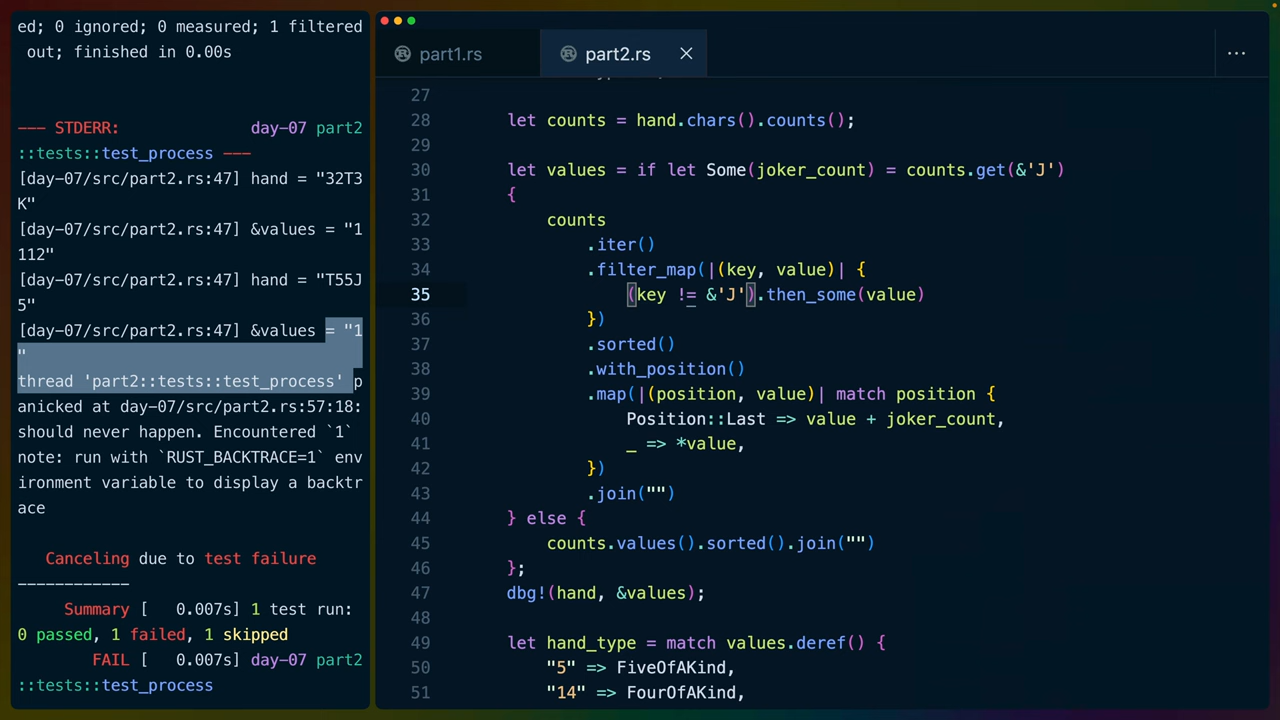 ed; 0 ignored; 0 measured; 1 filtered
out; finished in 0.00s
--- STDERR: day-07 part2
::tests::test_process ---
[day-07/src/part2.rs:47] hand = "32T3
K"
[day-07/src/part2.rs:47] &values = "1
112"
[day-07/src/part2.rs:47] hand = "T55J
5"
[day-07/src/part2.rs:47] &values = "1
"
thread 'part2::tests::test_process' p
anicked at day-07/src/part2.rs:57:18:
should never happen. Encountered `1`
note: run with `RUST_BACKTRACE=1` env
ironment variable to display a backtr
ace
Canceling due to test failure
------------
Summary [ 0.007s] 1 test run:
0 passed, 1 failed, 1 skipped
FAIL [ 0.007s] day-07 part2
::tests::test_process
part1.rs
part2.rs
27
28 let counts = hand.chars().counts();
29
30 let values = if let Some(joker_count) = counts.get(&'J')
31 {
32 counts
33 .iter()
34 .filter_map(|(key, value)| {
35 (key != &'J').then_some(value)
36 })
37 .sorted()
38 .with_position()
39 .map(|(position, value)| match position {
40 Position::Last => value + joker_count,
41 _ => *value,
42 })
43 .join("")
44 } else {
45 counts.values().sorted().join("")
46 };
47 dbg!(hand, &values);
48
49 let hand_type = match values.deref() {
50 "5" => FiveOfAKind,
51 "14" => FourOfAKind,